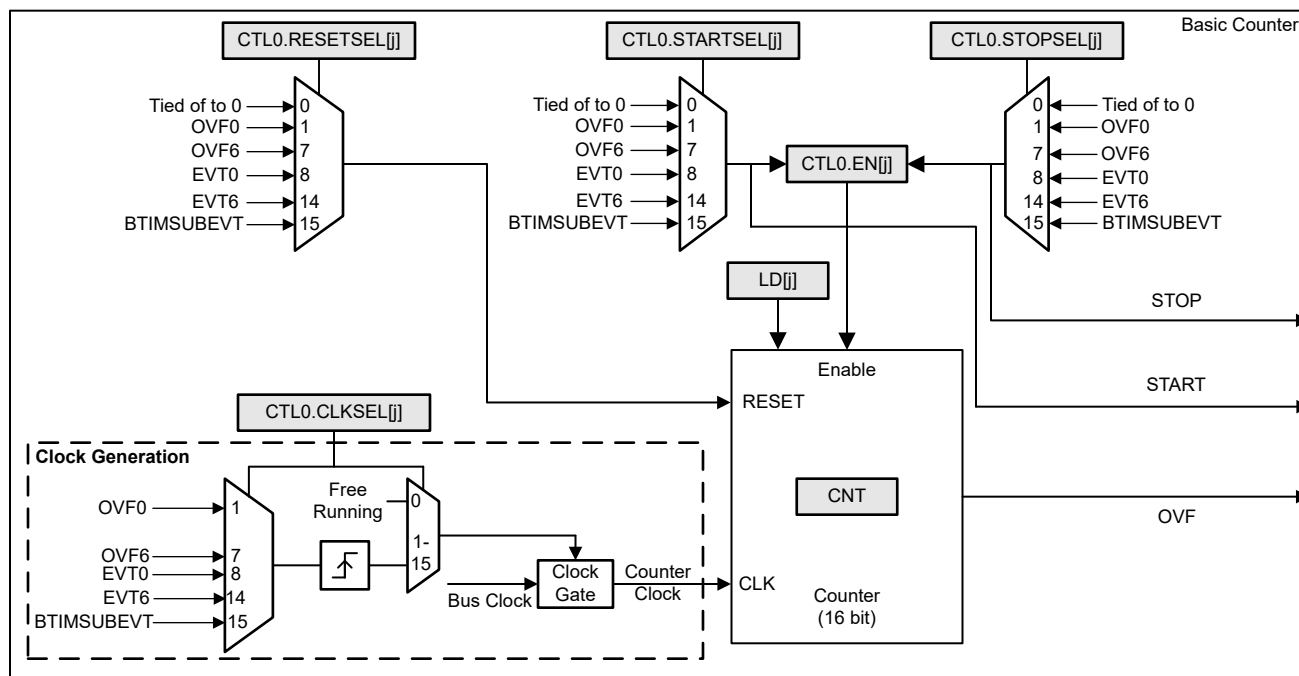 Basic Counter
CTL0.RESETSEL[j]
CTL0.STARTSEL[j]
CTL0.STOPSEL[j]
Tied of to 0
0
OVF0
1
OVF6
7
EVT0
8
EVT6
14
BTIMSUBEVT
15
Tied of to 0
0
OVF0
1
OVF6
7
EVT0
8
EVT6
14
BTIMSUBEVT
15
CTL0.EN[j]
0
Tied of to 0
1
OVF0
7
OVF6
8
EVT0
14
EVT6
15
BTIMSUBEVT
LD[j]
STOP
Enable
START
RESET
CTL0.CLKSEL[j]
Clock Generation
OVF0
1
OVF6
7
EVT0
8
EVT6
14
BTIMSUBEVT
15
Free
Running
0
1-
15
Bus Clock
Clock
Gate
Counter
Clock
CLK
CNT
OVF
Counter
(16 bit)